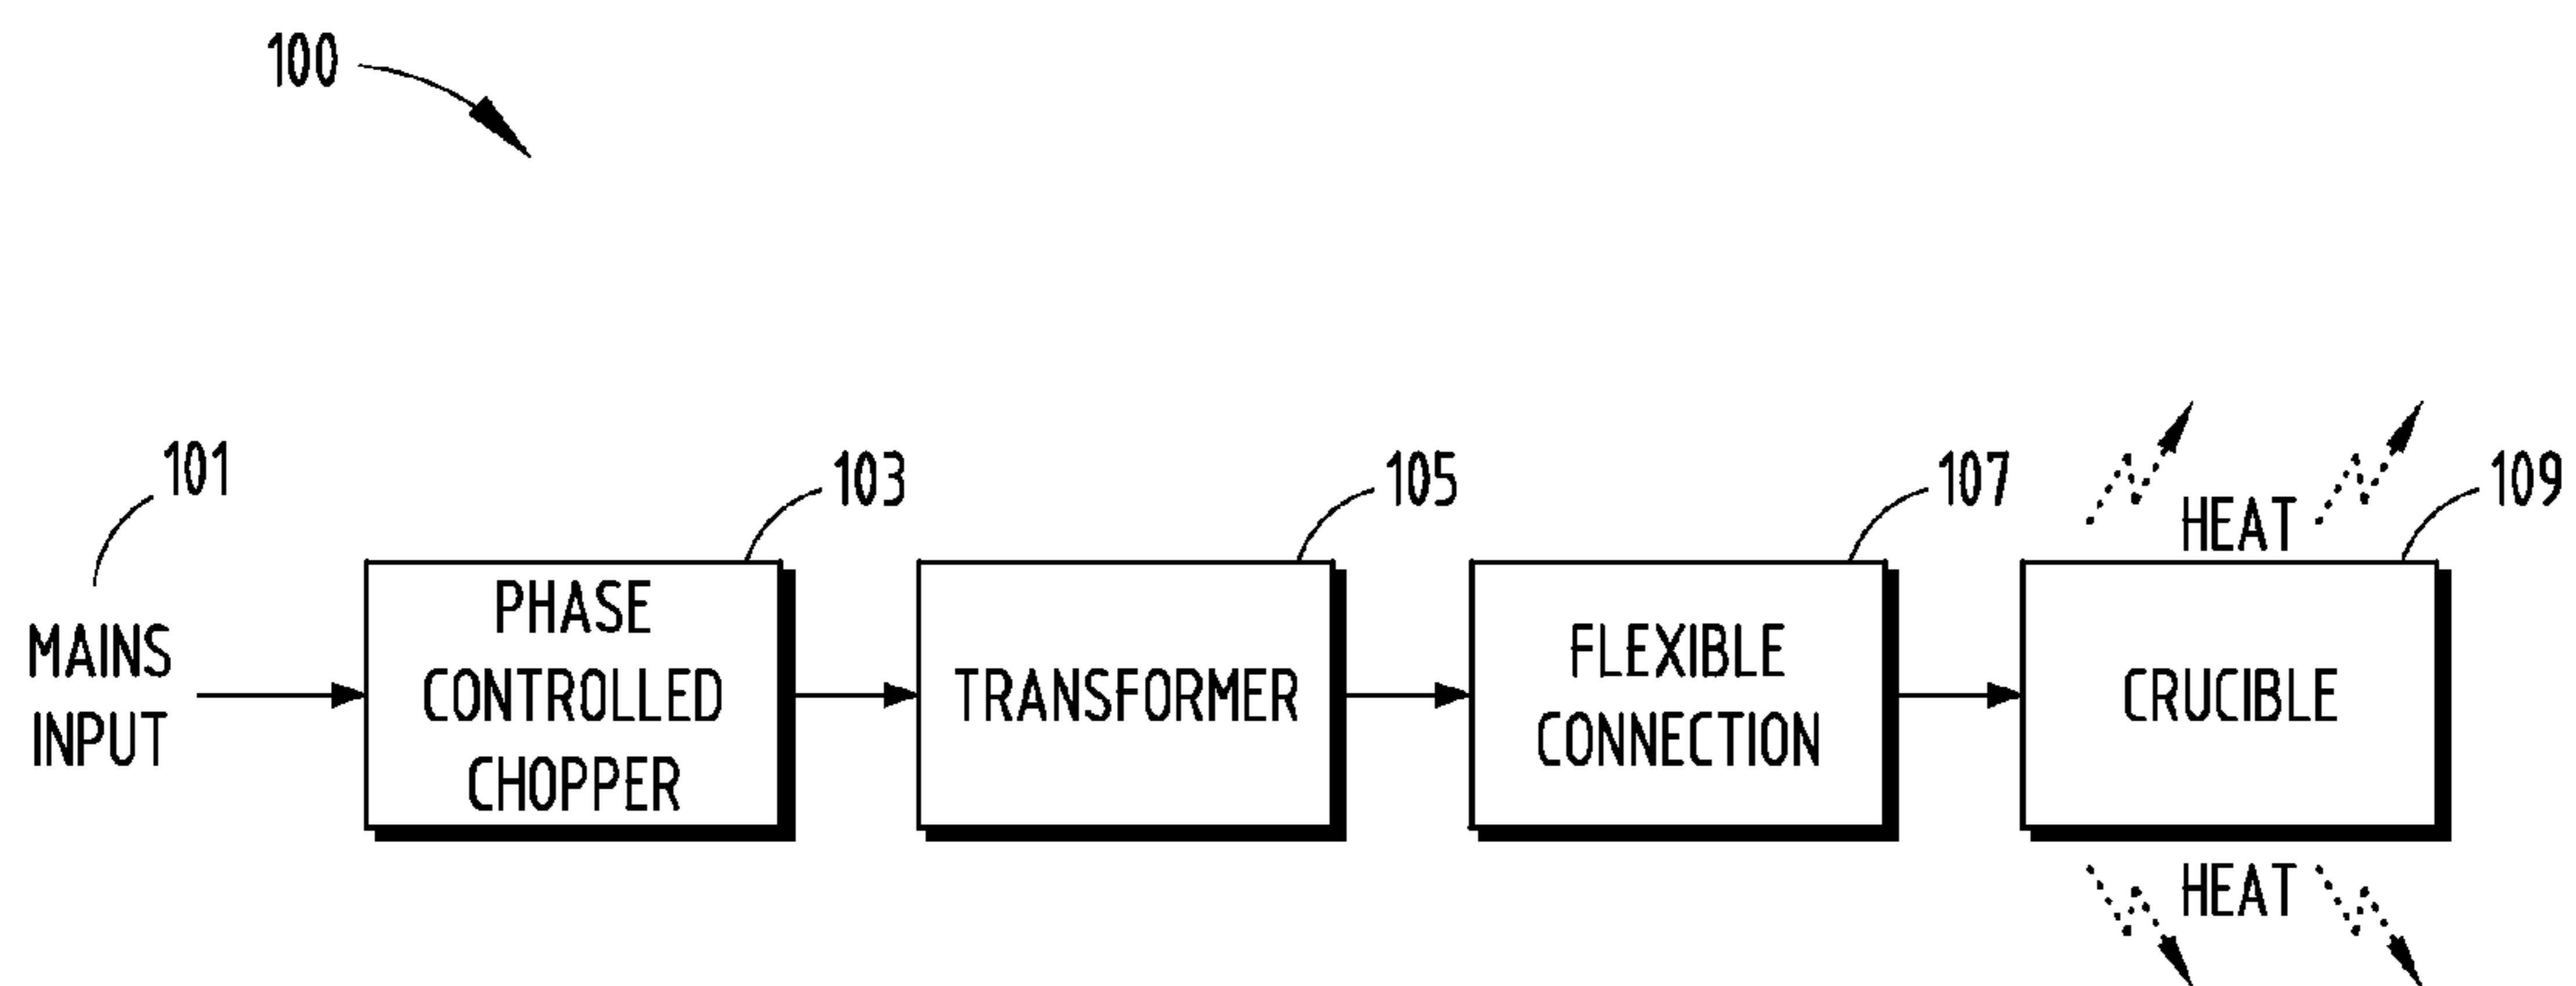 100
101
103
105
107
109
HEAT
MAINS
INPUT
PHASE
CONTROLLED
CHOPPER
TRANSFORMER
FLEXIBLE
CONNECTION
CRUCIBLE
HEAT